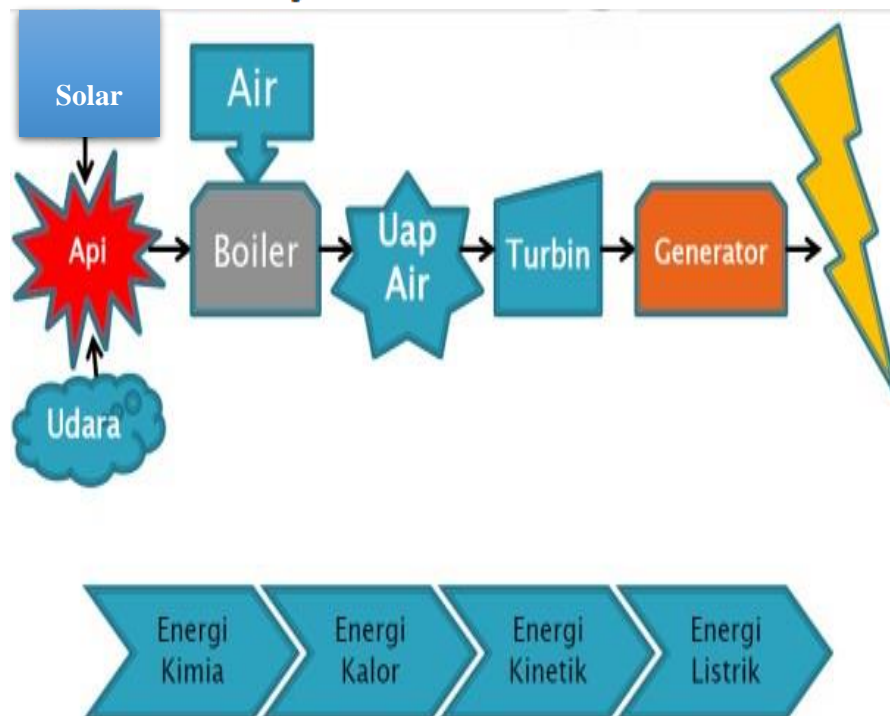 Solar
Air
Api
Boiler
Uap
Air
Turbin
Generator
Udara
Energi
Kimia
Energi
Kalor
Energi
Kinetik
Energi
Listrik